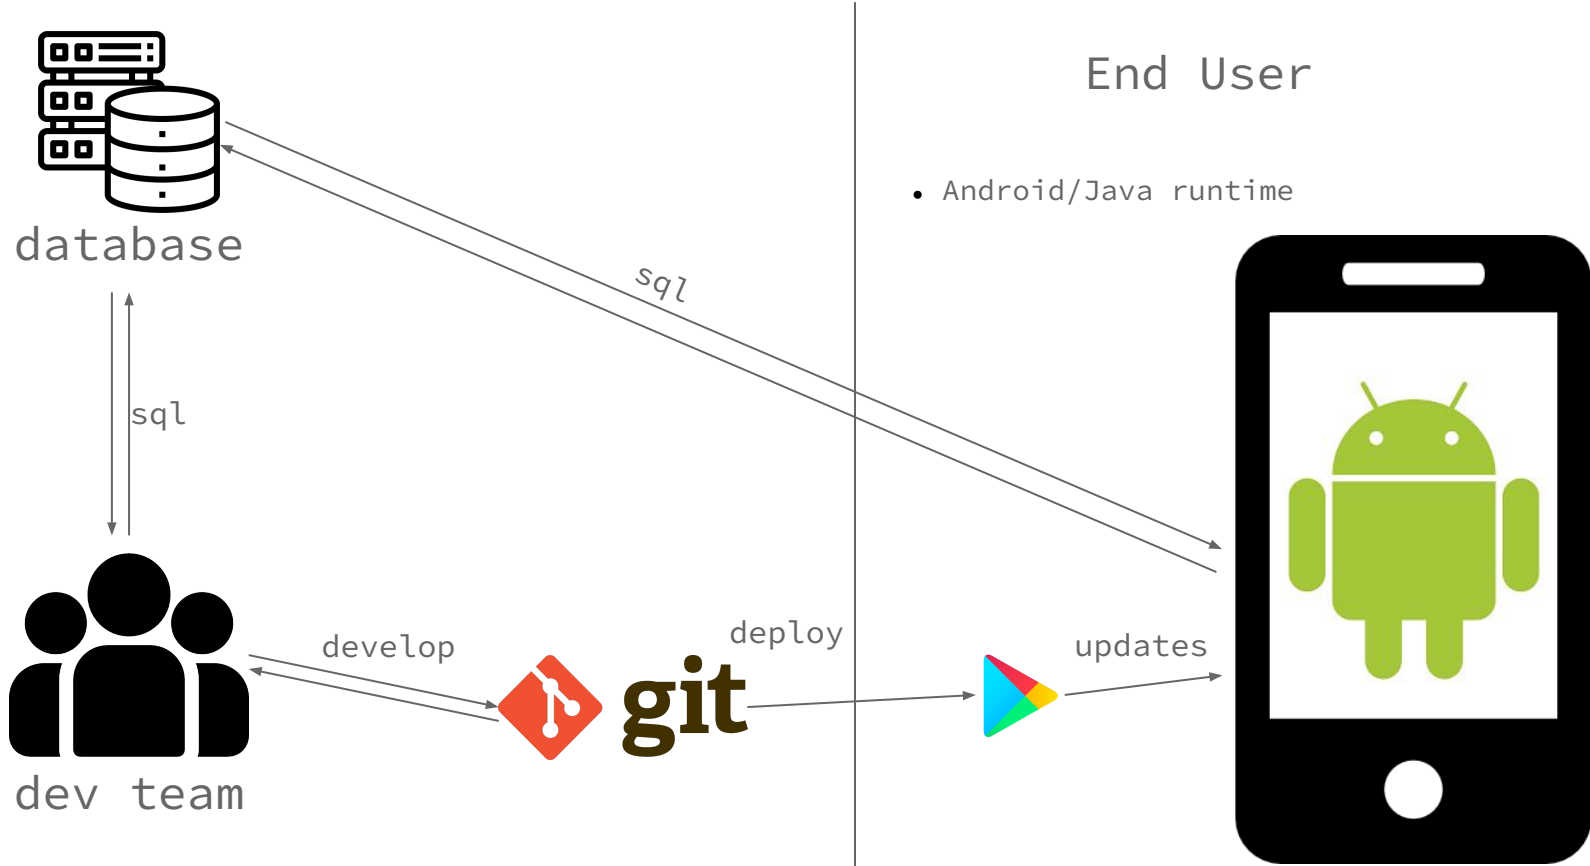 End User
Android/Java runtime
database
sql
sql
develop
deploy
updates
git
dev team